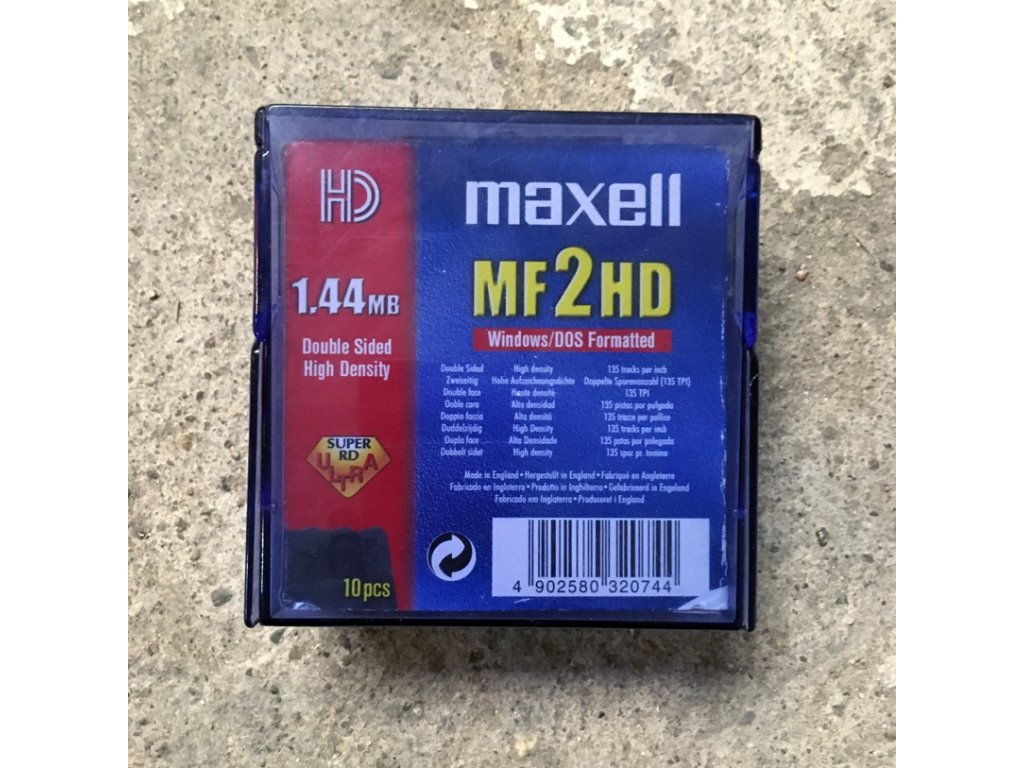 HD
maxell
1.44MB
MF2HD
Windows/DOS Formatted
Double Sided
High Density
Double Sided High density 135 tracks per inch
Zweiseitig Hohe Aufzeichnungsdichte Doppelte Spurenanzahl (135 TPI)
Double face Haute densité 135 TPI
Doble cara Alta densidad 135 pistas por pulgada
Doppia faccia Alta densità 135 tracce per pollice
Dubbelzijdig High Density 135 tracks per inch
Dupla face Alta Densidade 135 pistas por polegada
Dobbelt sidet High density 135 spor pr. tomme
SUPER
RD
ULTRA
Made in England • Hergestellt in England • Fabriqué en Angleterre
Fabricado en Inglaterra • Prodotto in Inghilterra • Gefabriceerd in Engeland
Fabricado em Inglaterra • Produceret i England
10 pcs
4 902580 320744